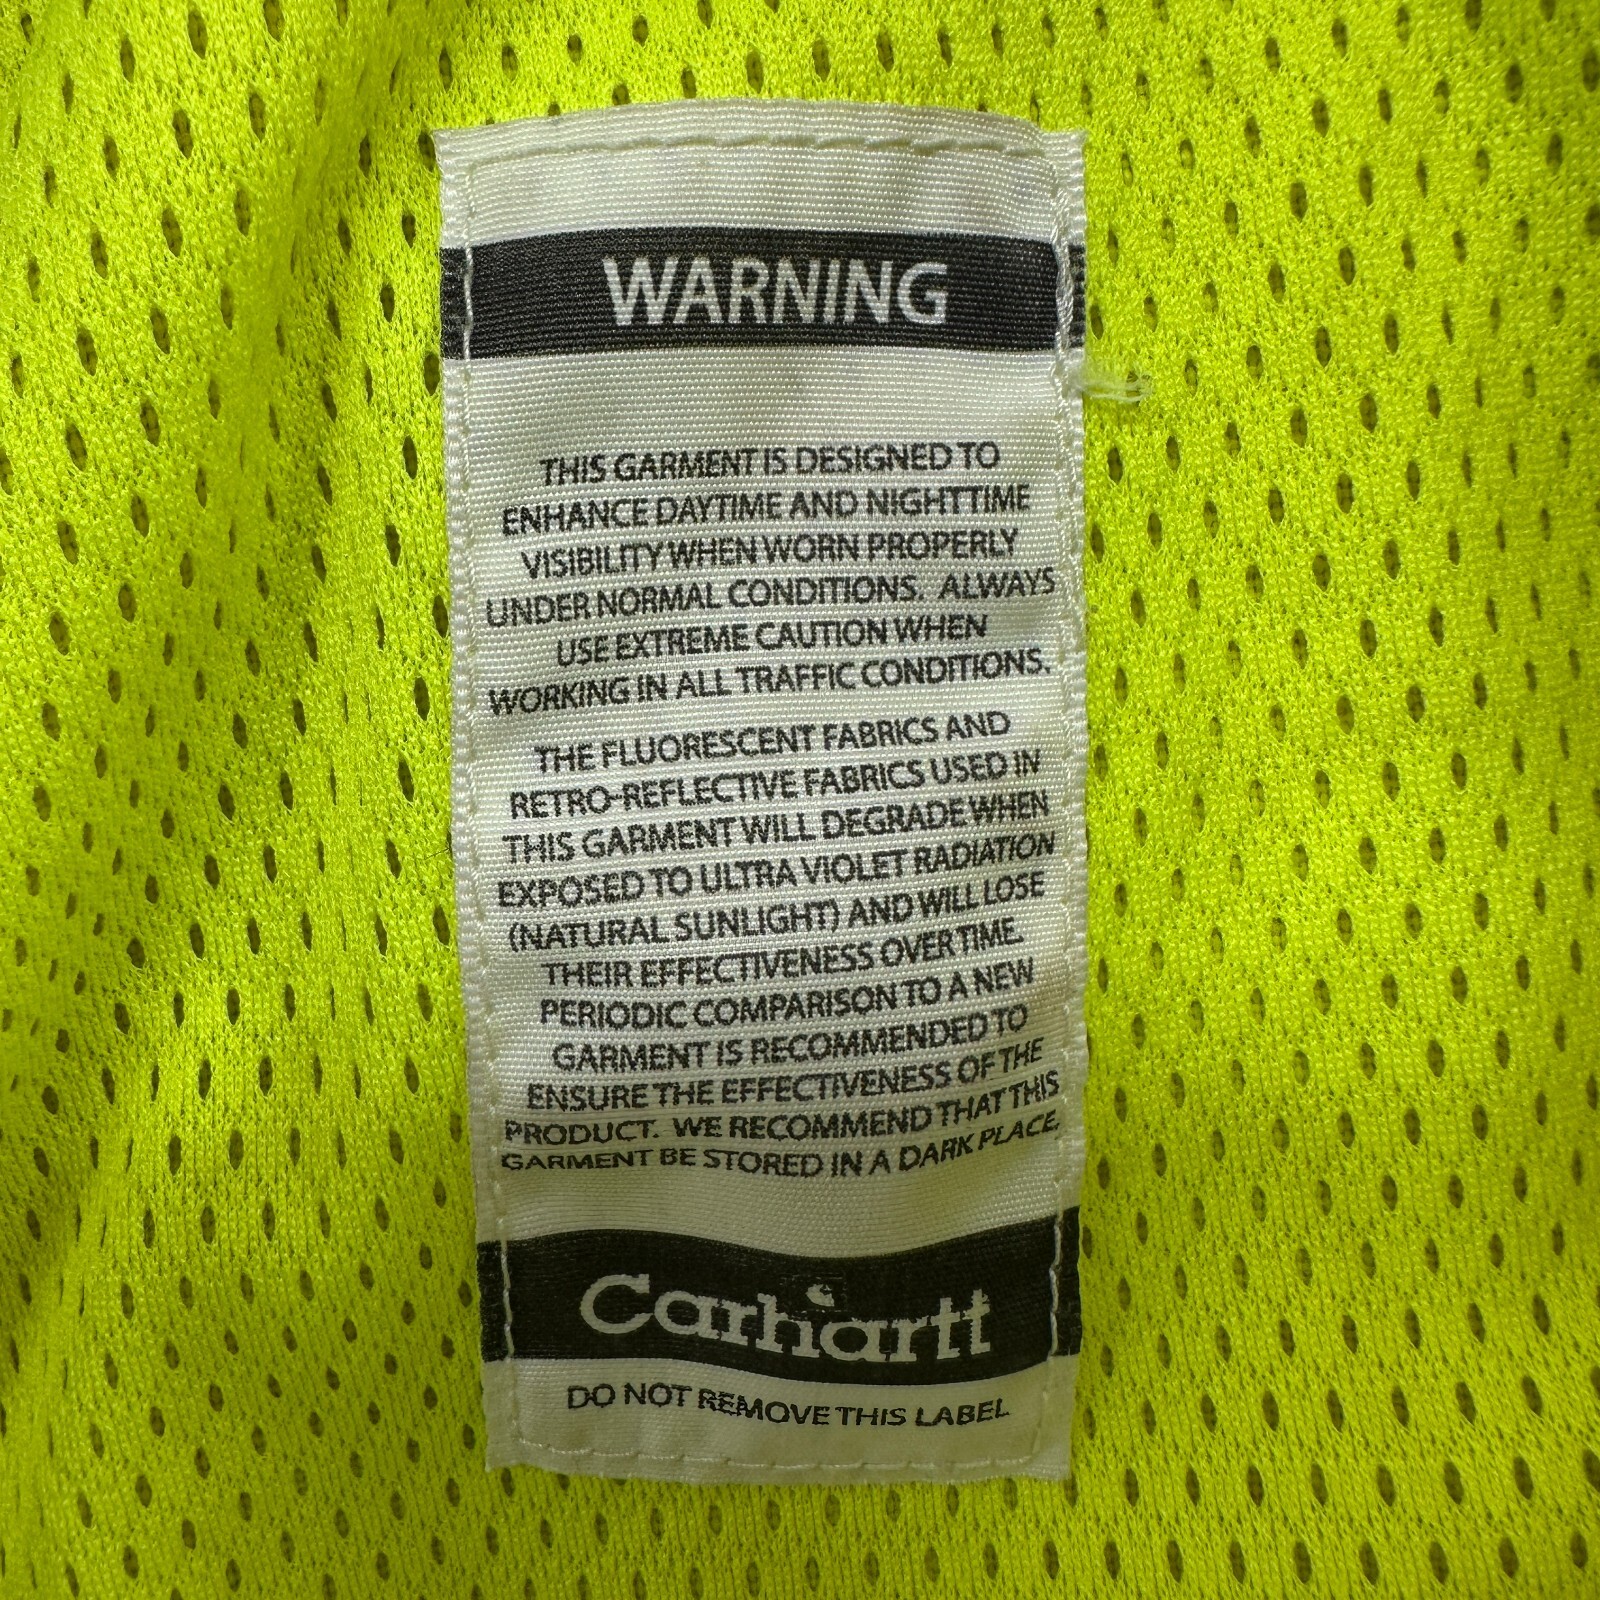 WARNING
THIS GARMENT IS DESIGNED TO
ENHANCE DAYTIME AND NIGHTTIME
VISIBILITY WHEN WORN PROPERLY
UNDER NORMAL CONDITIONS. ALWAYS
USE EXTREME CAUTION WHEN
WORKING IN ALL TRAFFIC CONDITIONS.
THE FLUORESCENT FABRICS AND
RETRO-REFLECTIVE FABRICS USED IN
THIS GARMENT WILL DEGRADE WHEN
EXPOSED TO ULTRA VIOLET RADIATION
(NATURAL SUNLIGHT) AND WILL LOSE
THEIR EFFECTIVENESS OVER TIME.
PERIODIC COMPARISON TO A NEW
GARMENT IS RECOMMENDED TO
ENSURE THE EFFECTIVENESS OF THE
PRODUCT. WE RECOMMEND THAT THIS
GARMENT BE STORED IN A DARK PLACE.
Carhartt
DO NOT REMOVE THIS LABEL